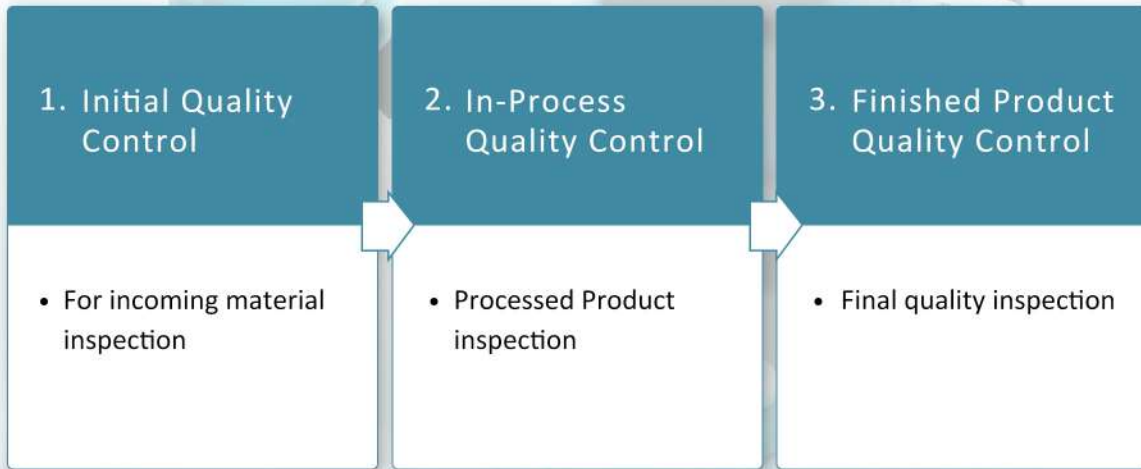 1. Initial Quality
Control
• For incoming material
inspection
2. In-Process
Quality Control
• Processed Product
inspection
3. Finished Product
Quality Control
• Final quality inspection